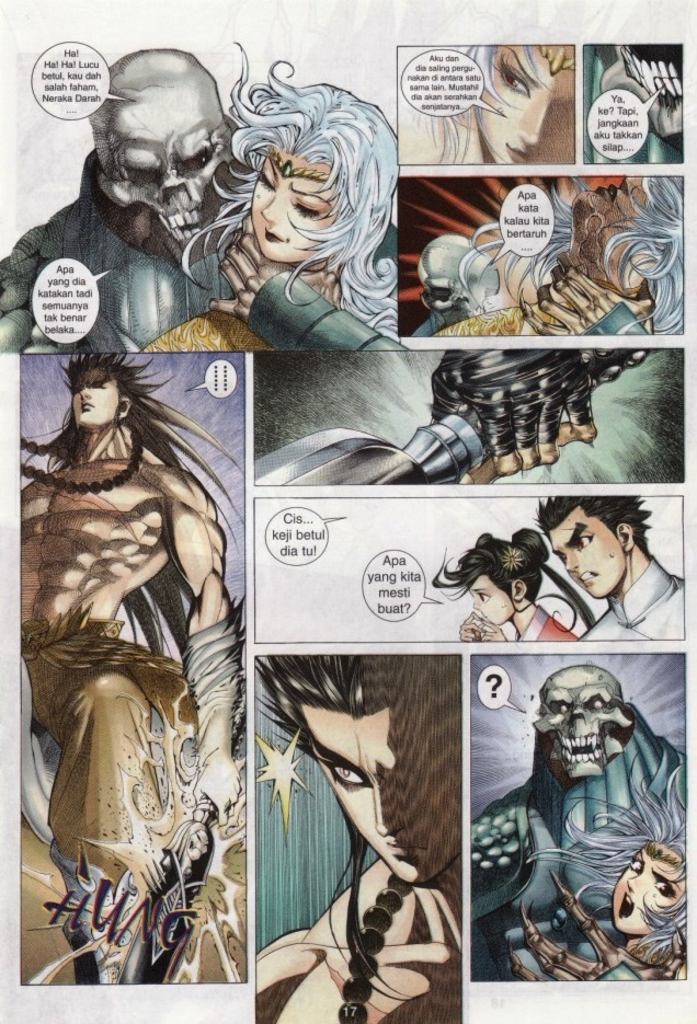 Ha!
Ha! Ha! Lucu
betul, kau dah
salah faham,
Neraka Darah
....
Apa
yang dia
katakan tadi
semuanya
tak benar
belaka....
Aku dan
dia saling pergu-
nakan di antara satu
sama lain. Mustahil
dia akan serahkan
senjatanya.
....
Ya,
ke? Tapi,
jangkaan
aku takkan
silap....
Apa
kata
kalau kita
bertaruh
....
!!!
Cis...
keji betul
dia tu!
Apa
yang kita
mesti
buat?
HUNG
?
17